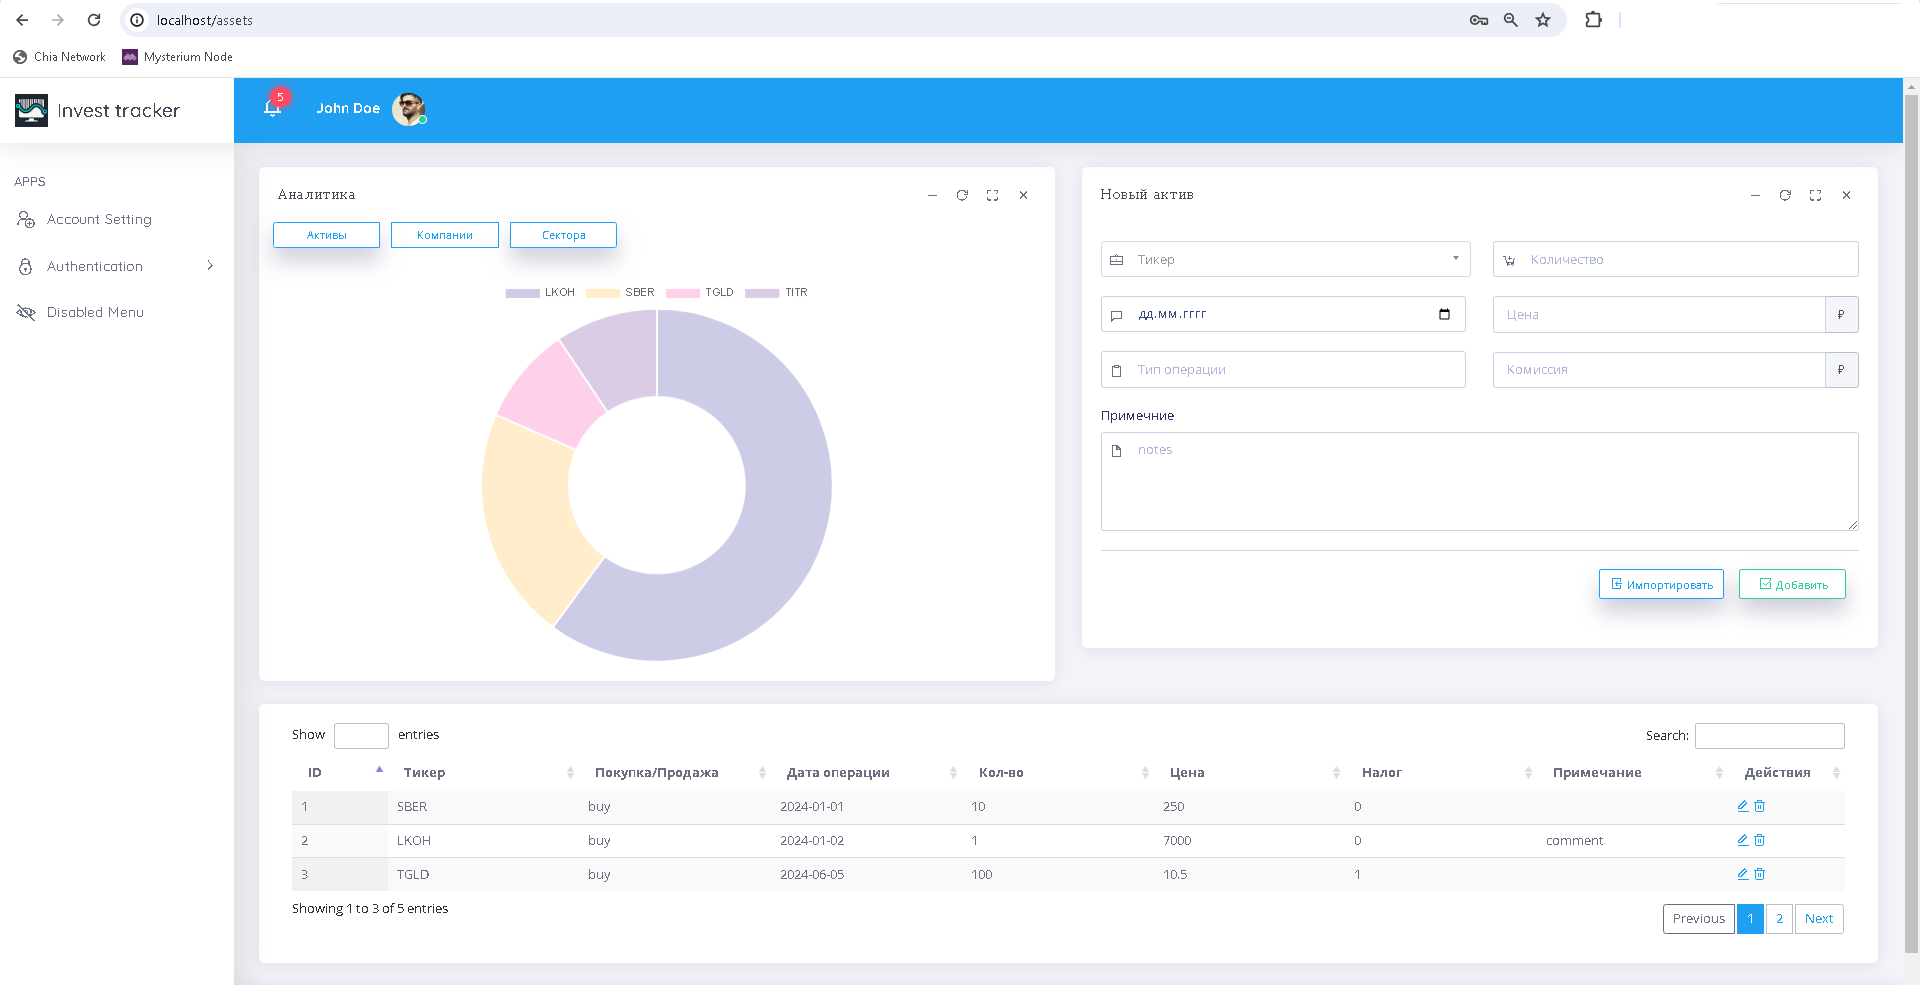 localhost/assets
Chia Network Mysterium Node
Invest tracker
5
John Doe
APPS
Account Setting
Authentication
Disabled Menu
Аналитика
Активы Компании Сектора
LKOH SBER TGLD TITR
Новый актив
Тикер Количество
дд.мм.гггг Цена ₽
Тип операции Комиссия ₽
Примечние
notes
Импортировать Добавить
Show entries Search:
ID Тикер Покупка/Продажа Дата операции Кол-во Цена Налог Примечание Действия
1 SBER buy 2024-01-01 10 250 0
2 LKOH buy 2024-01-02 1 7000 0 comment
3 TGLD buy 2024-06-05 100 10.5 1
Showing 1 to 3 of 5 entries
Previous 1 2 Next